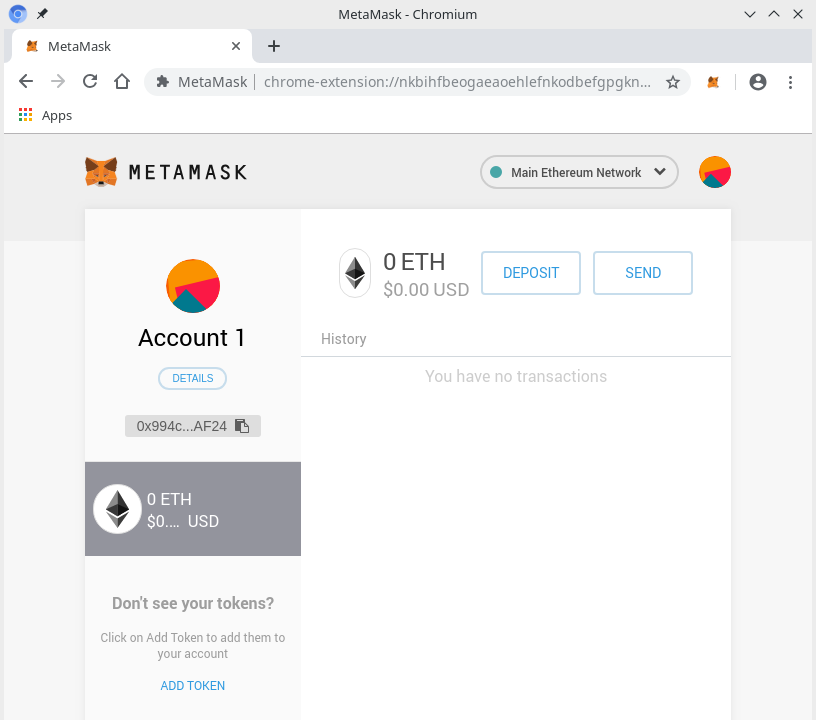 MetaMask - Chromium
MetaMask
MetaMask chrome-extension://nkbihfbeogaeaoehlefnkodbefgpgkn...
Apps
METAMASK
Main Ethereum Network
Account 1
DETAILS
0x994c...AF24
0 ETH
$0.... USD
Don't see your tokens?
Click on Add Token to add them to
your account
ADD TOKEN
0 ETH
$0.00 USD
DEPOSIT
SEND
History
You have no transactions